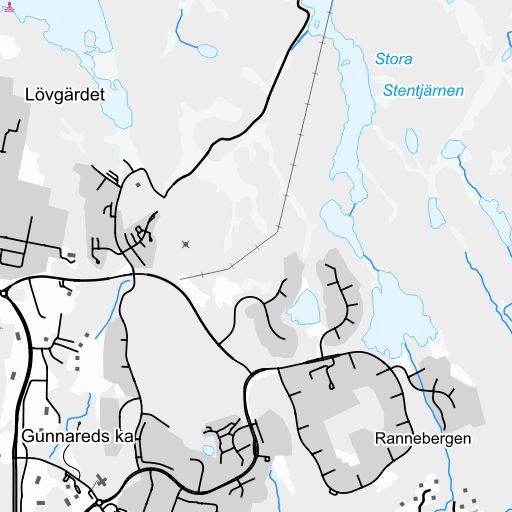 Stora
Stentjärnen
Lövgärdet
Gunnareds ka
Rannebergen